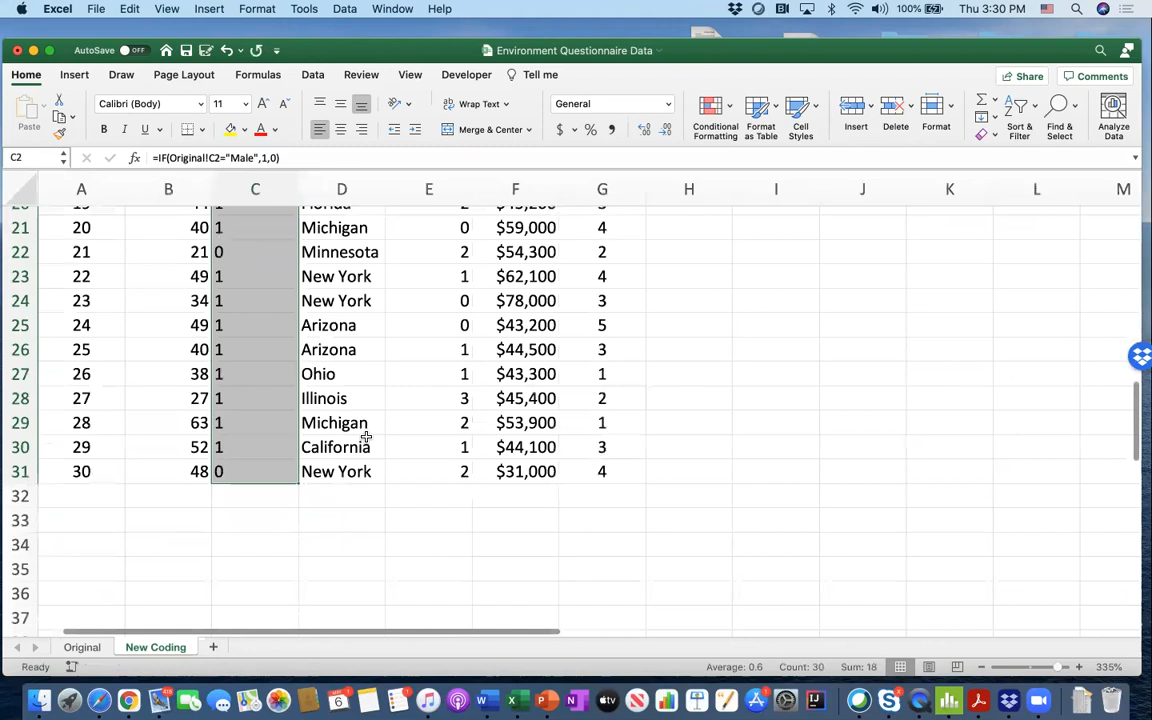 Excel File Edit View Insert Format Tools Data Window Help 100% Thu 3:30 PM
AutoSave OFF Environment Questionnaire Data
Home Insert Draw Page Layout Formulas Data Review View Developer Tell me Share Comments
Paste Calibri (Body) 11 A A Wrap Text General Conditional Formatting Format as Table Cell Styles Insert Delete Format Sort & Filter Find & Select Analyze Data
B I U A Merge & Center $ % ,
C2 fx =IF(Original!C2="Male",1,0)
A B C D E F G H I J K L M
21 20 40 1 Michigan 0 $59,000 4
22 21 21 0 Minnesota 2 $54,300 2
23 22 49 1 New York 1 $62,100 4
24 23 34 1 New York 0 $78,000 3
25 24 49 1 Arizona 0 $43,200 5
26 25 40 1 Arizona 1 $44,500 3
27 26 38 1 Ohio 1 $43,300 1
28 27 27 1 Illinois 3 $45,400 2
29 28 63 1 Michigan 2 $53,900 1
30 29 52 1 California 1 $44,100 3
31 30 48 0 New York 2 $31,000 4
32
33
34
35
36
37
Original New Coding +
Ready Average: 0.6 Count: 30 Sum: 18 335%